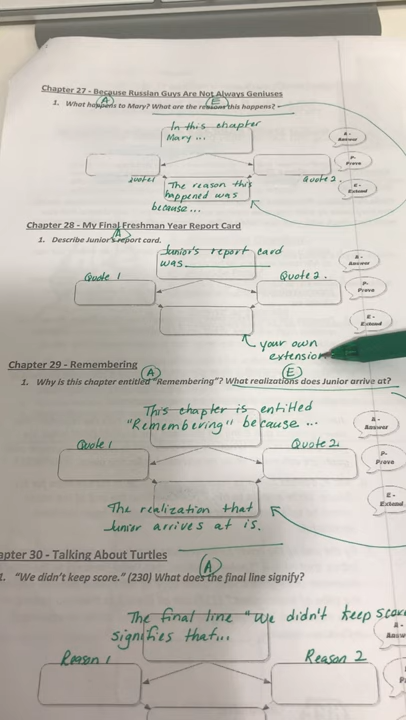 Chapter 27 - Because Russian Guys Are Not Always Geniuses
A E
1. What happens to Mary? What are the reasons this happens?
In this chapter
Mary...
A - Answer
P- Prove
Quote 2
The reason this
happened was
because...
E - Extend
Chapter 28 - My Final Freshman Year Report Card
A
1. Describe Junior's report card.
Junior's report card
was
A - Answer
Quote 1 Quote 2.
P- Prove
E - Extend
your own
extension
Chapter 29 - Remembering
A E
1. Why is this chapter entitled "Remembering"? What realizations does Junior arrive at?
This chapter is entitled
"Remembering" because ...
A - Answer
Quote 1 Quote 2
P- Prove
E - Extend
The realization that
Junior arrives at is.
apter 30 - Talking About Turtles
A
1. "We didn't keep score." (230) What does the final line signify?
The final line "We didn't keep scor
signifies that...
A -
Reason 1 Reason 2